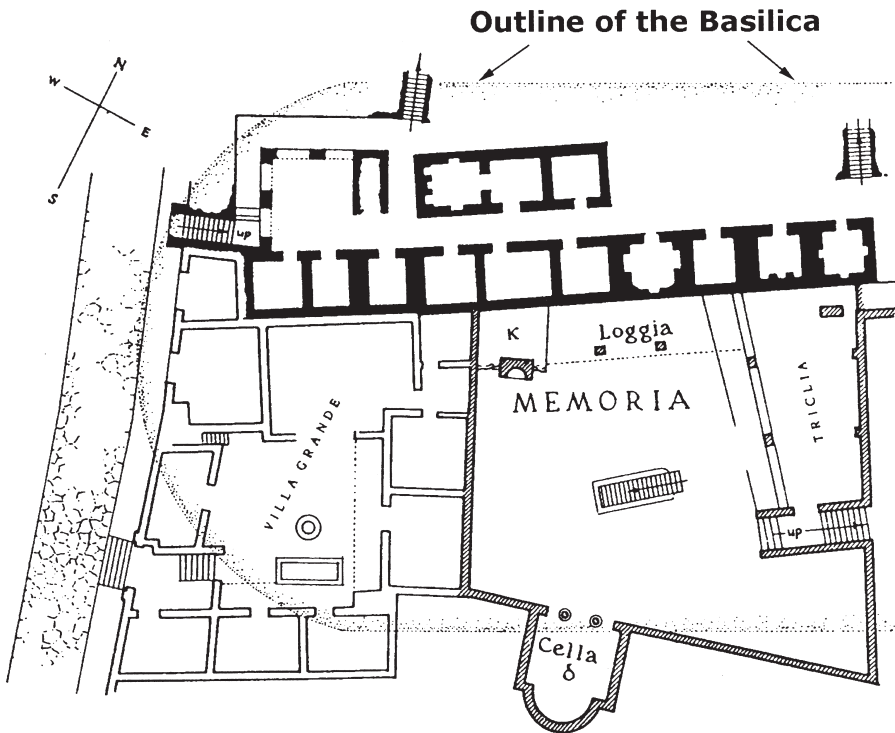 Outline of the Basilica
N
W
E
S
up
K
Loggia
MEMORIA
TRICLIA
VILLA GRANDE
up
Cella
δ